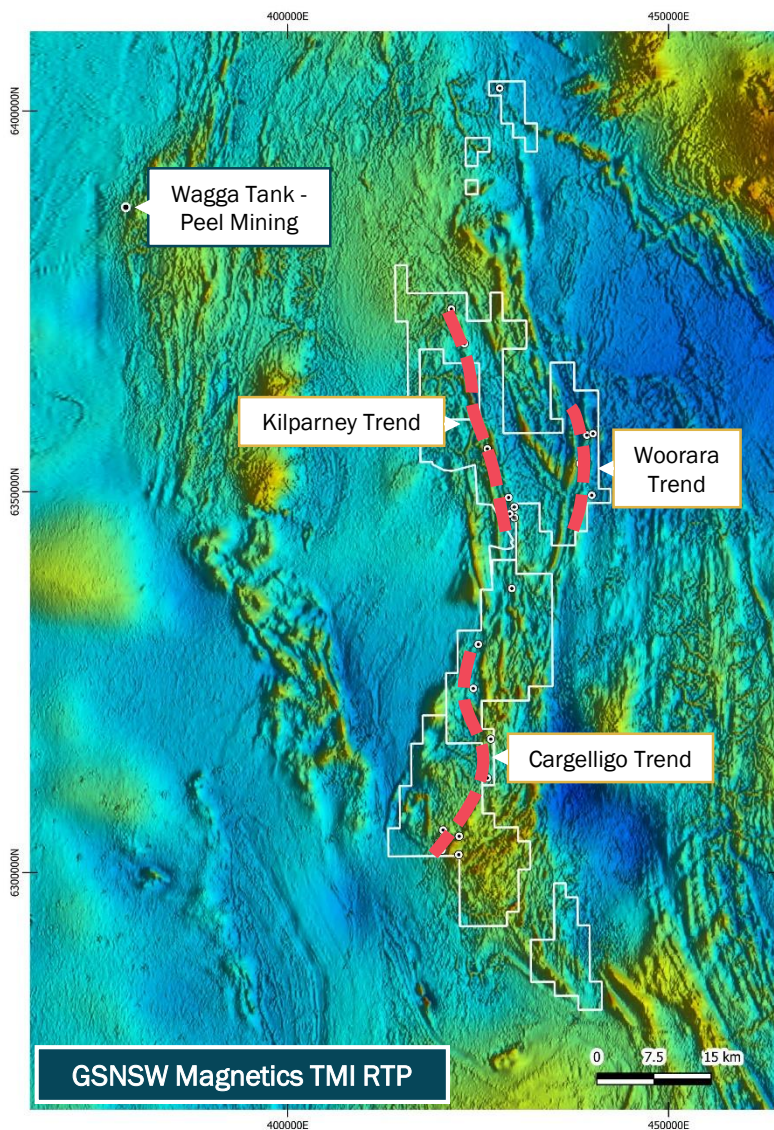 400000E
450000E
6400000N
Wagga Tank -
Peel Mining
Kilparney Trend
Woorara
Trend
6350000N
Cargelligo Trend
6300000N
0 7.5 15 km
GSNSW Magnetics TMI RTP
400000E
450000E